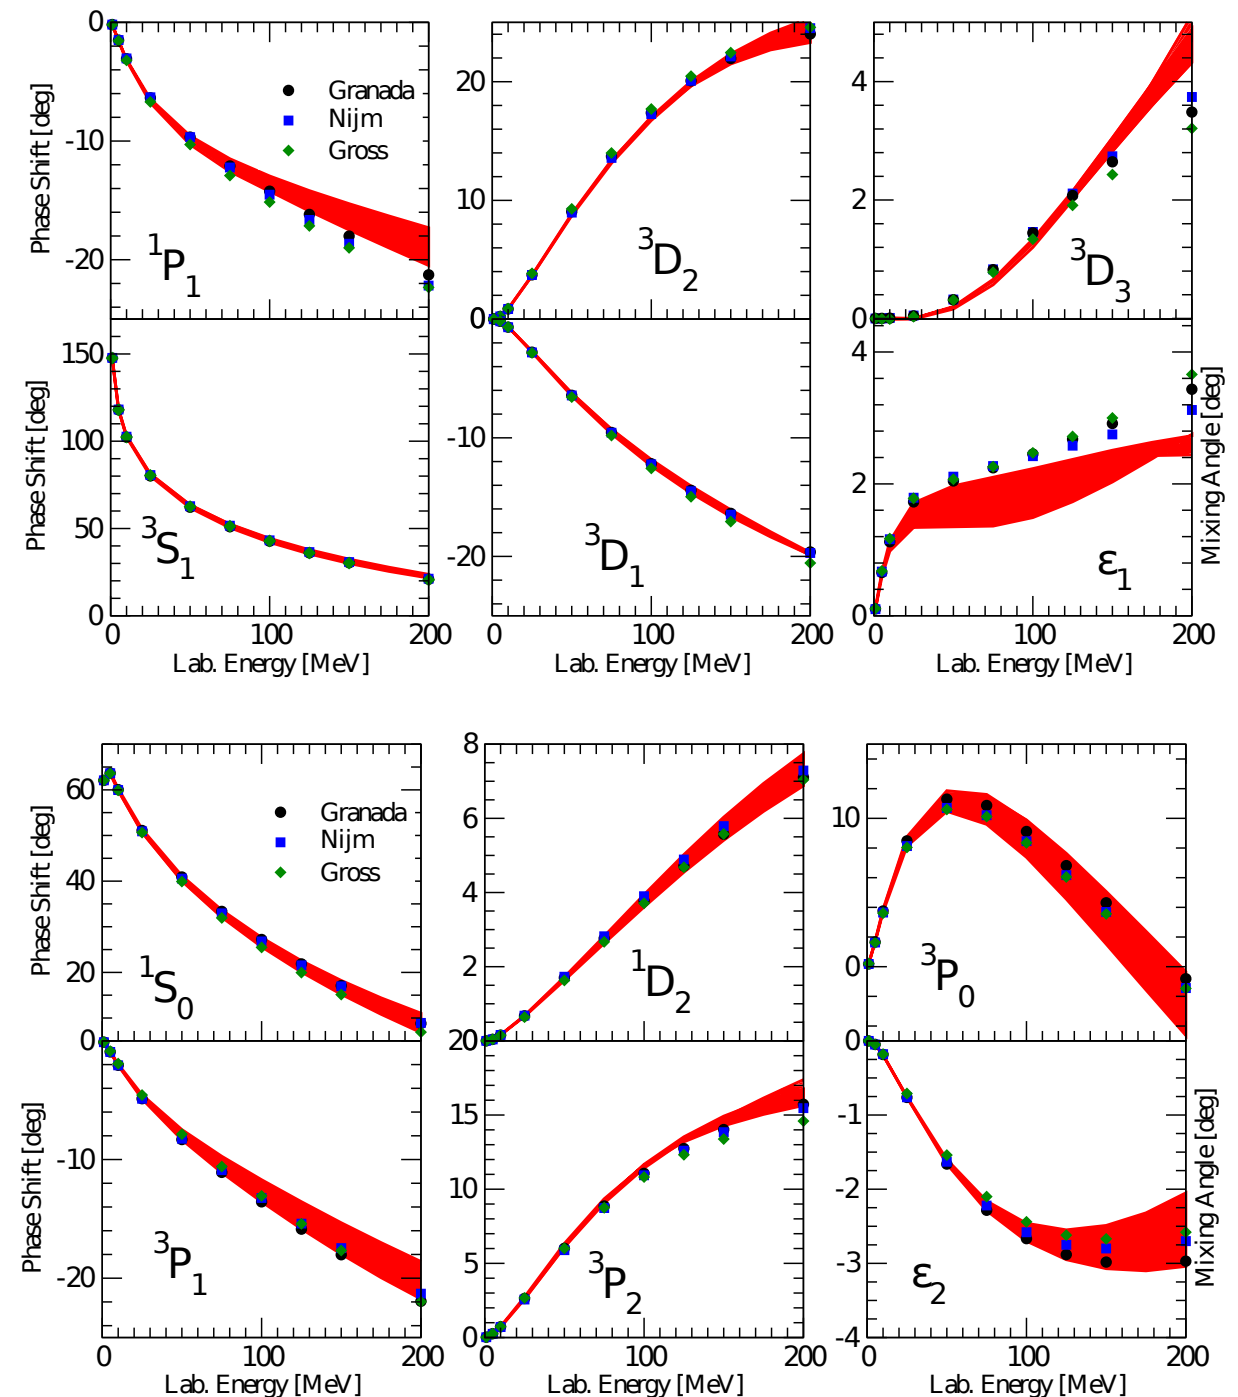 0
-10
-20
Phase Shift [deg]
Granada
Nijm
Gross
¹P₁
20
10
0
³D₂
4
2
0
³D₃
150
100
50
0
Phase Shift [deg]
³S₁
0 100 200
Lab. Energy [MeV]
-10
-20
³D₁
0 100 200
Lab. Energy [MeV]
4
2
0
Mixing Angle [deg]
ε₁
0 100 200
Lab. Energy [MeV]
60
40
20
0
Phase Shift [deg]
Granada
Nijm
Gross
¹S₀
8
6
4
2
0
¹D₂
10
0
³P₀
-10
-20
Phase Shift [deg]
³P₁
0 100 200
Lab. Energy [MeV]
20
15
10
5
0
³P₂
0 100 200
Lab. Energy [MeV]
0
-1
-2
-3
-4
Mixing Angle [deg]
ε₂
0 100 200
Lab. Energy [MeV]